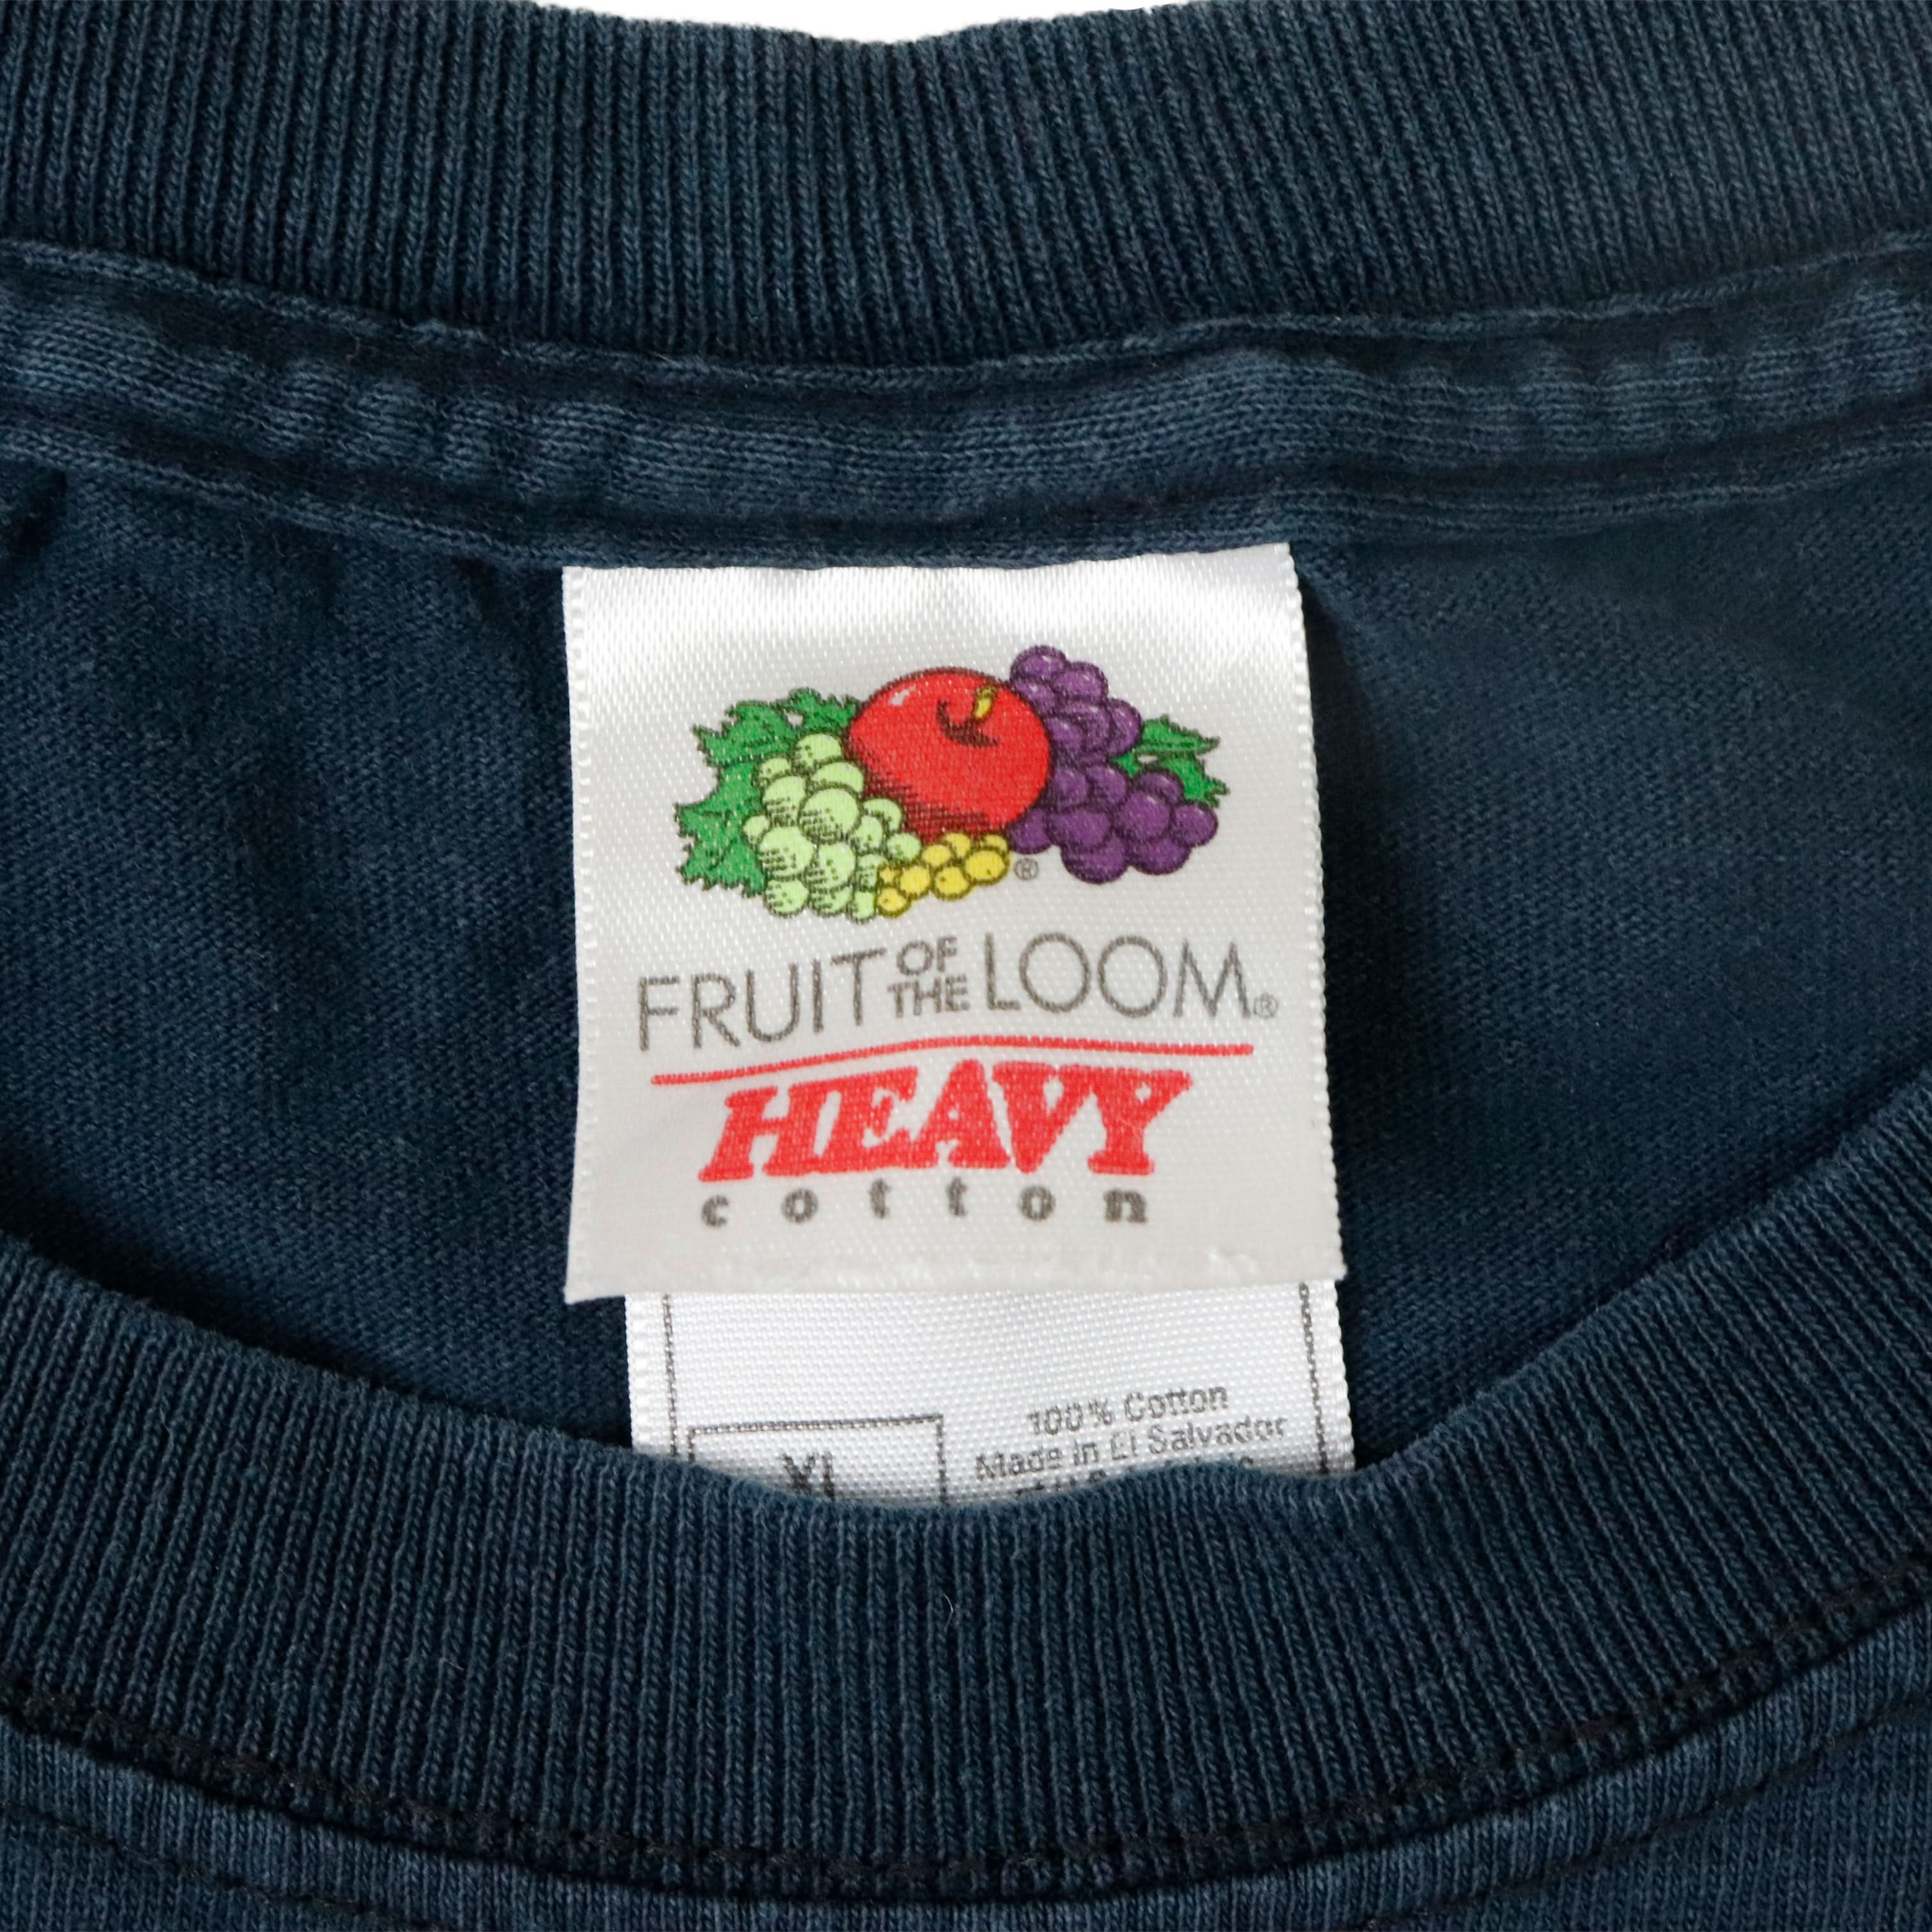 ®
FRUIT OF THE LOOM®
HEAVY
cotton
100% Cotton
Made in El Salvador
XL